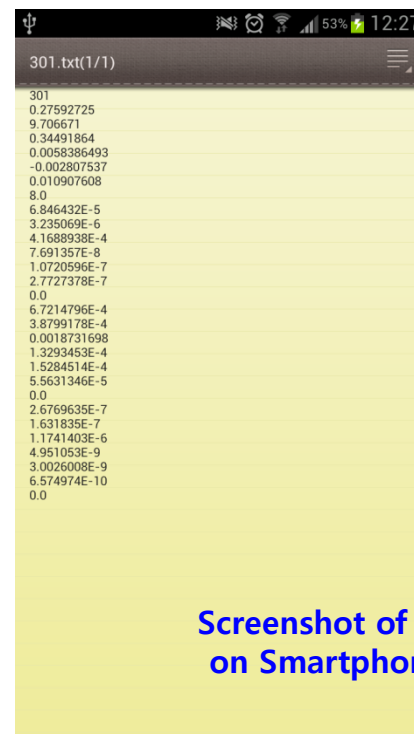 53% 12:27
301.txt(1/1)
301
0.27592725
9.706671
0.34491864
0.0058386493
-0.002807537
0.010907608
8.0
6.846432E-5
3.235069E-6
4.1688938E-4
7.691357E-8
1.0720596E-7
2.7727378E-7
0.0
6.7214796E-4
3.8799178E-4
0.0018731698
1.3293453E-4
1.5284514E-4
5.5631346E-5
0.0
2.6769635E-7
1.631835E-7
1.1741403E-6
4.951053E-9
3.0026008E-9
6.574974E-10
0.0
Screenshot of
on Smartphon